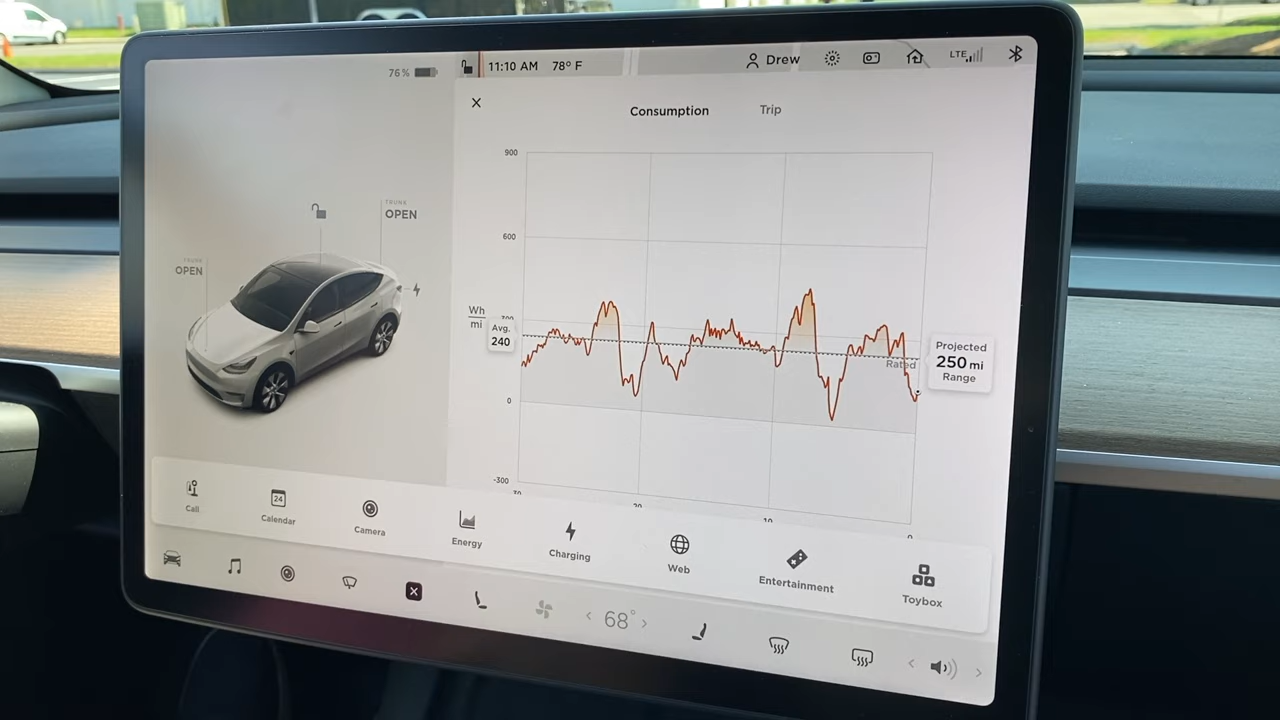 76%
11:10 AM 78° F
Drew
LTE
Consumption Trip
900
600
Wh
mi
Avg.
240
0
-300
30
20
10
0
Rated
Projected
250 mi
Range
TRUNK
OPEN
OPEN
24
Call
Calendar
Camera
Energy
Charging
Web
Entertainment
Toybox
< 68° >